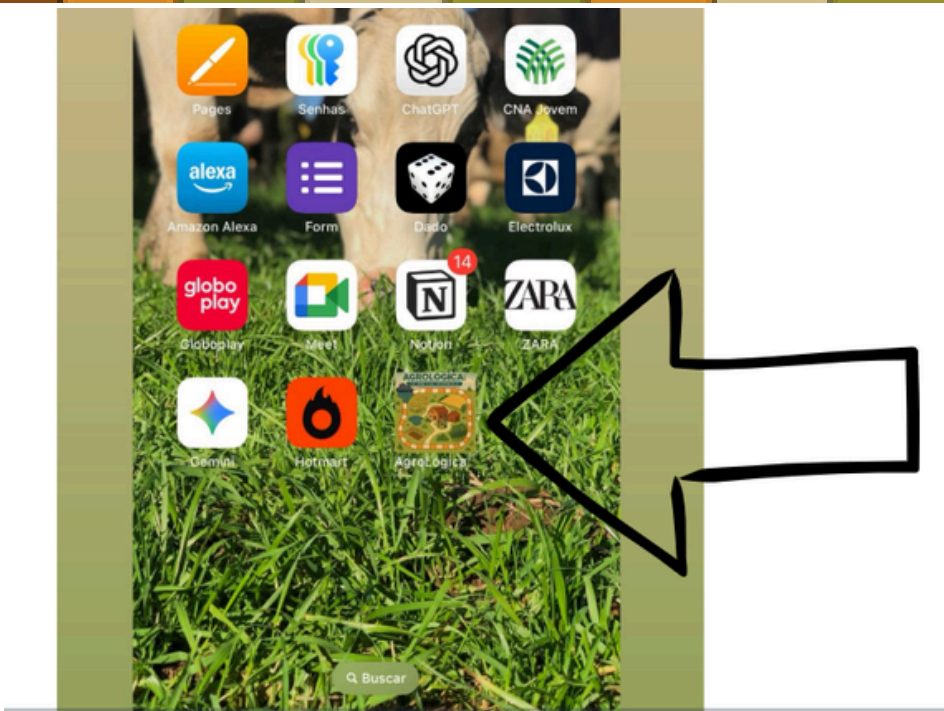 Pages Senhas ChatGPT CNA Jovem
alexa
Amazon Alexa Form Dado Electrolux
globo
play
14
N
ZARA
Globoplay Meet Notion ZARA
AGROLOGICA
Gemini Hotmart AgroLogica
Buscar